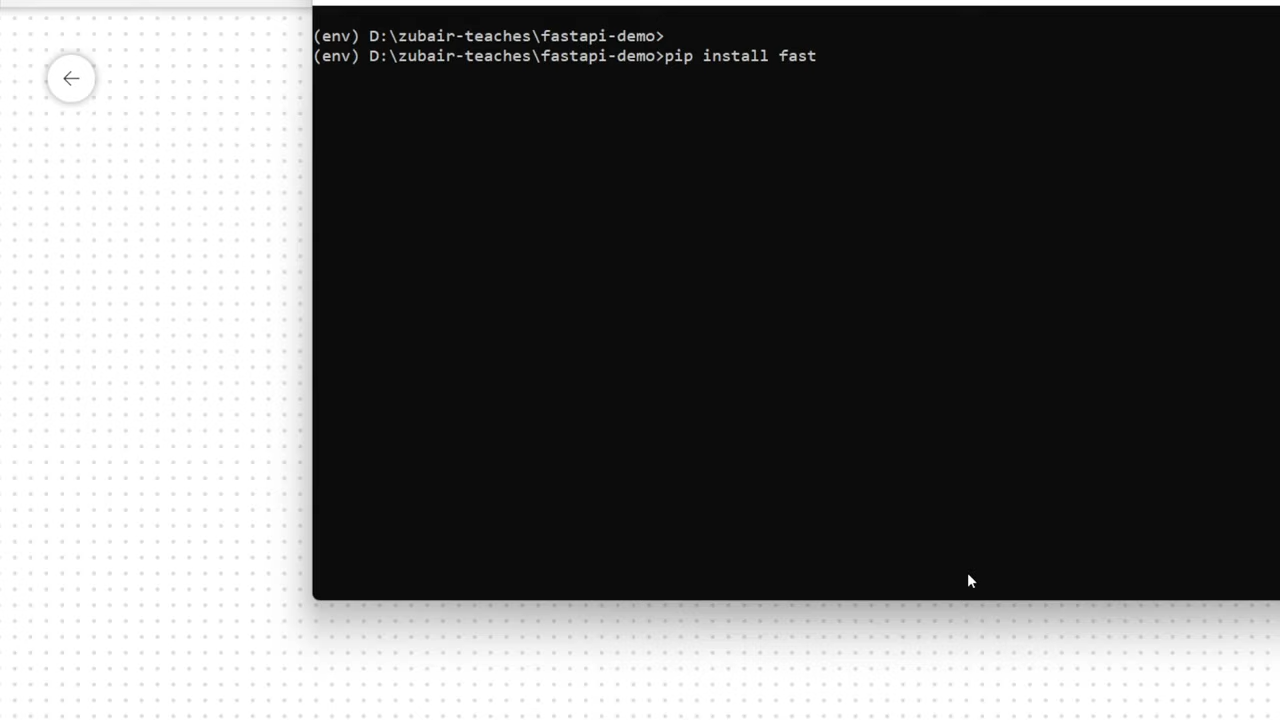 (env) D:\zubair-teaches\fastapi-demo>
(env) D:\zubair-teaches\fastapi-demo>pip install fast